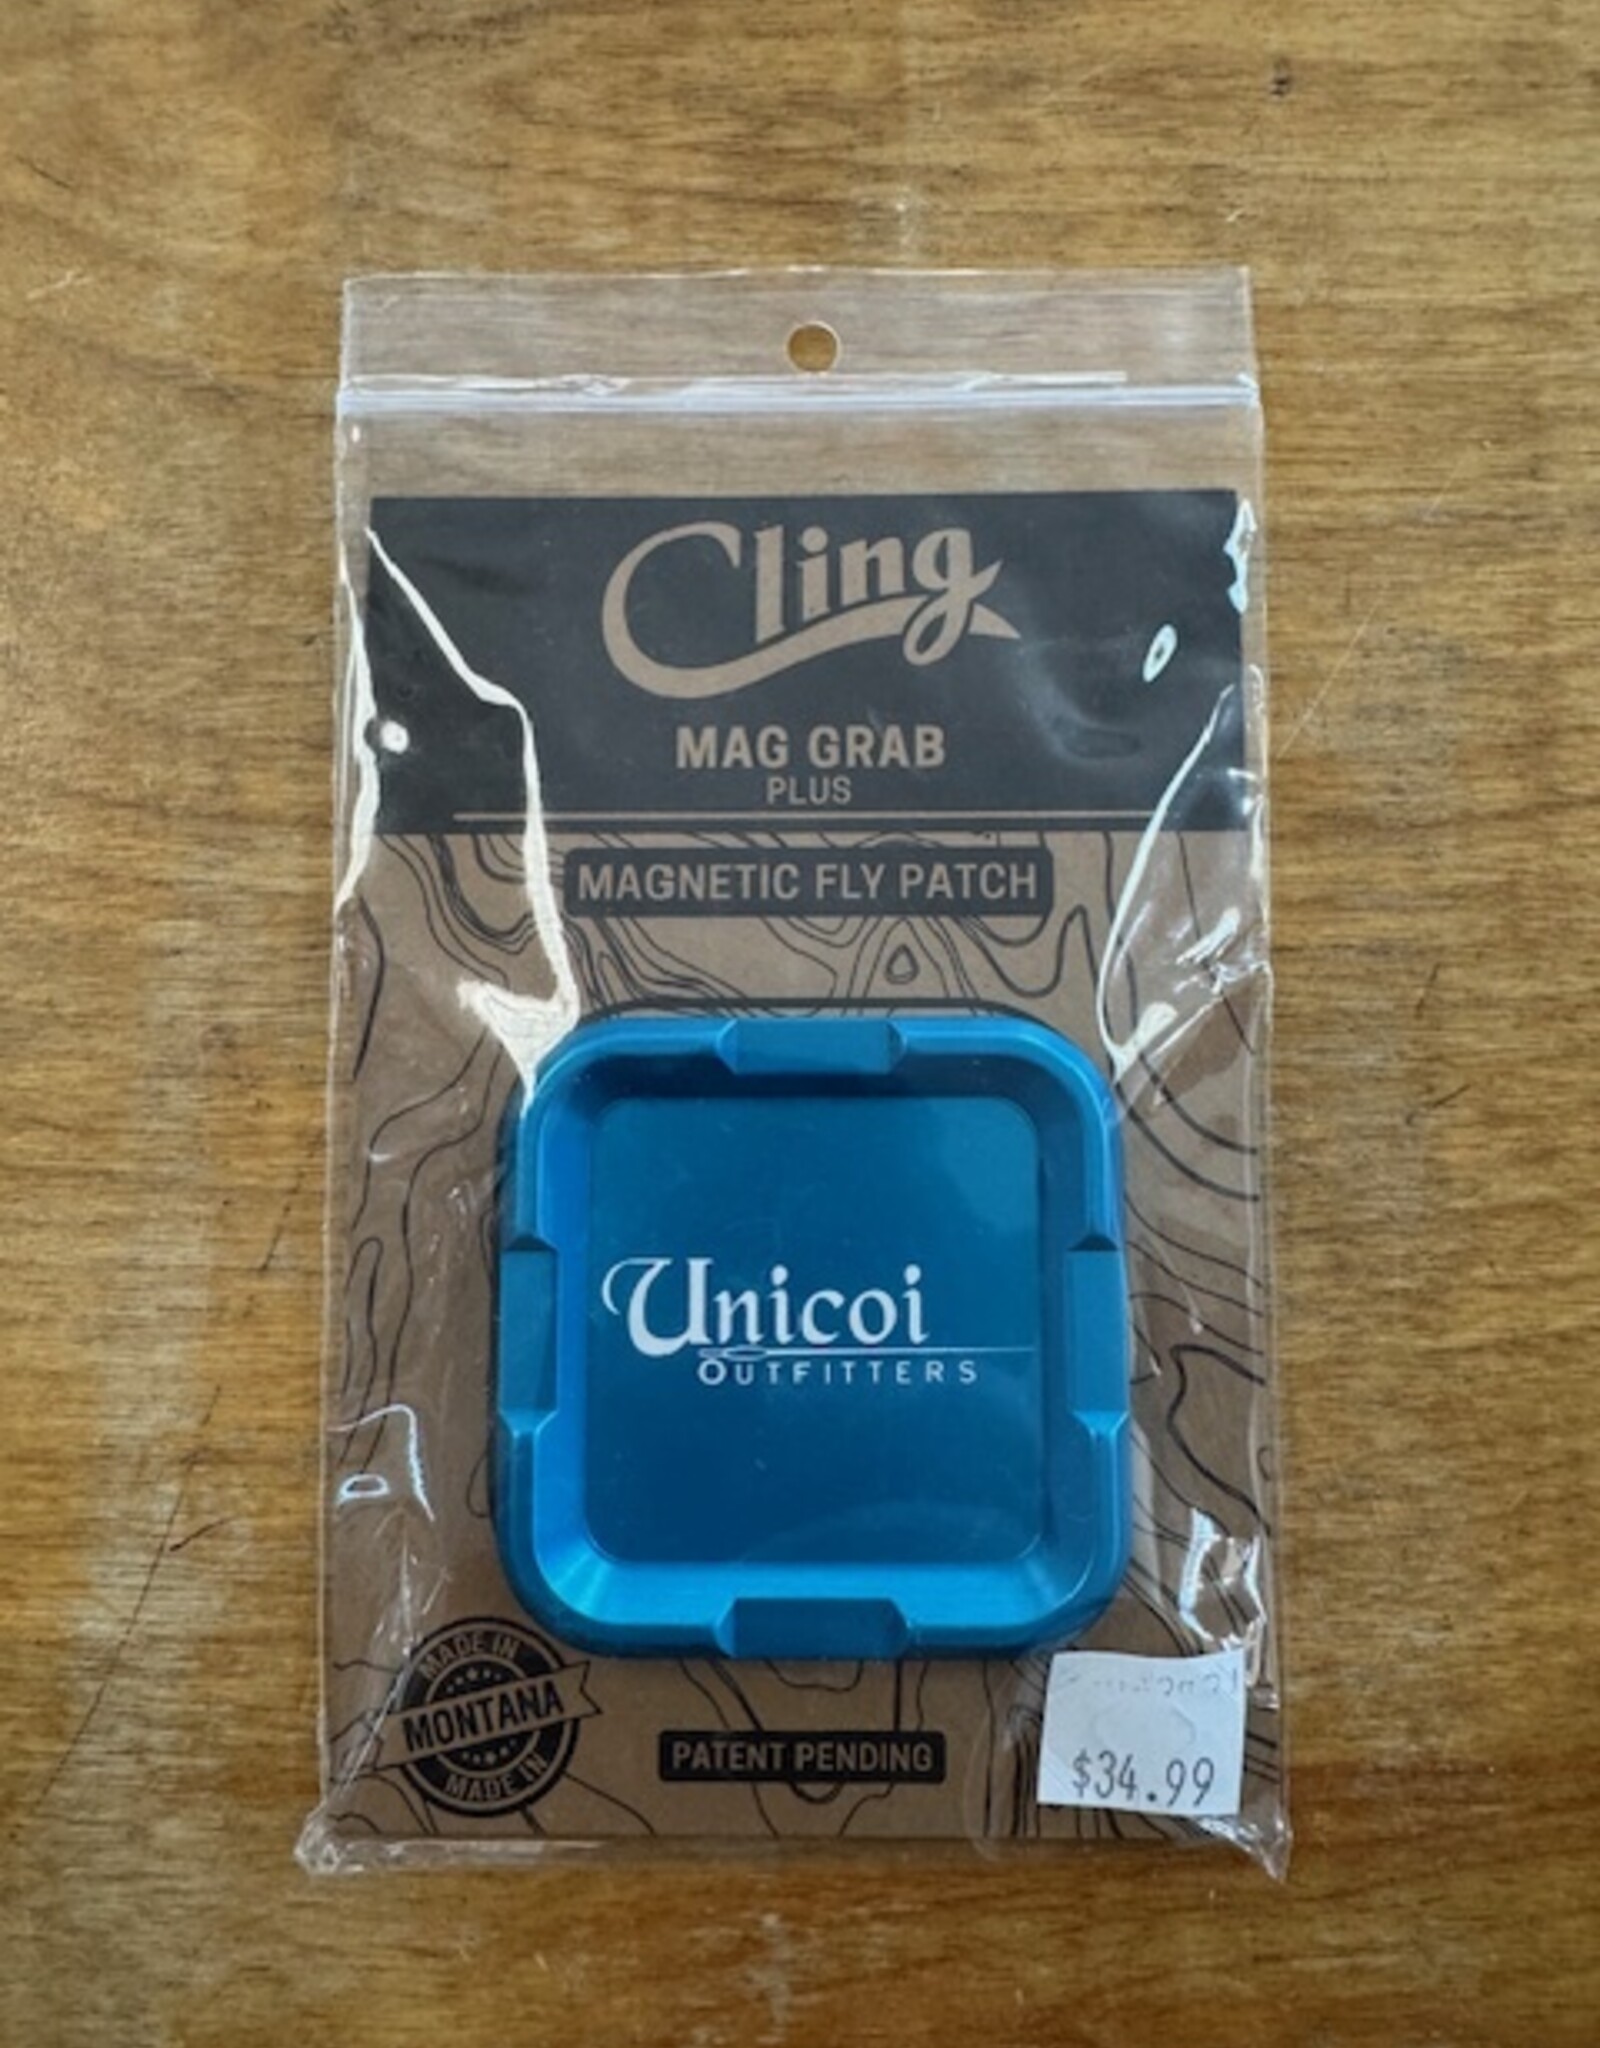 Cling
MAG GRAB
PLUS
MAGNETIC FLY PATCH
Unicoi
OUTFITTERS
MADE IN
MONTANA
MADE IN
PATENT PENDING
$34.99